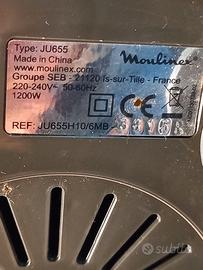 Type: JU655
Moulinex
Made in China
www.moulinex.com
Groupe SEB - 21120 Is-sur-Tille - France
220-240V~ 50-60Hz
1200W
CE
REF: JU655H10/6MB
subito